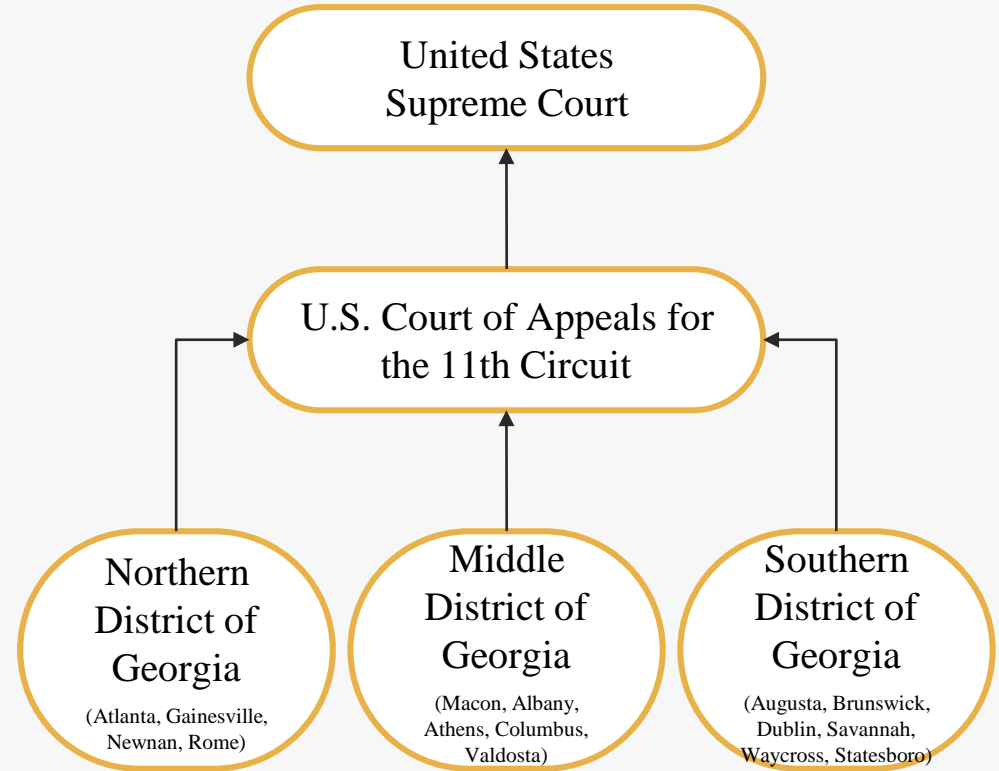 United States
Supreme Court
U.S. Court of Appeals for
the 11th Circuit
Northern
District of
Georgia
(Atlanta, Gainesville,
Newnan, Rome)
Middle
District of
Georgia
(Macon, Albany,
Athens, Columbus,
Valdosta)
Southern
District of
Georgia
(Augusta, Brunswick,
Dublin, Savannah,
Waycross, Statesboro)